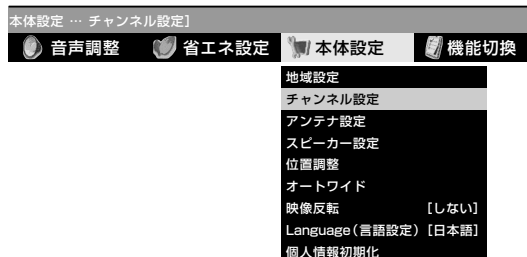 本体設定 … チャンネル設定]
音声調整 省エネ設定 本体設定 機能切換
地域設定
チャンネル設定
アンテナ設定
スピーカー設定
位置調整
オートワイド
映像反転 [しない]
Language(言語設定) [日本語]
個人情報初期化